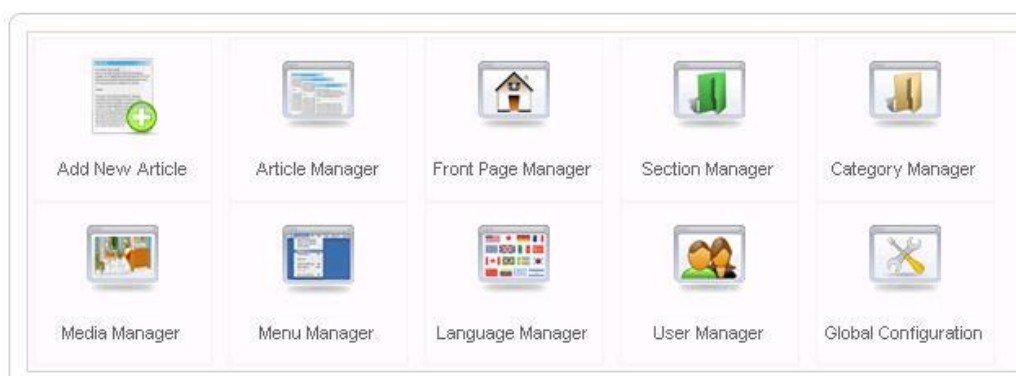 Add New Article
Article Manager
Front Page Manager
Section Manager
Category Manager
Media Manager
Menu Manager
Language Manager
User Manager
Global Configuration